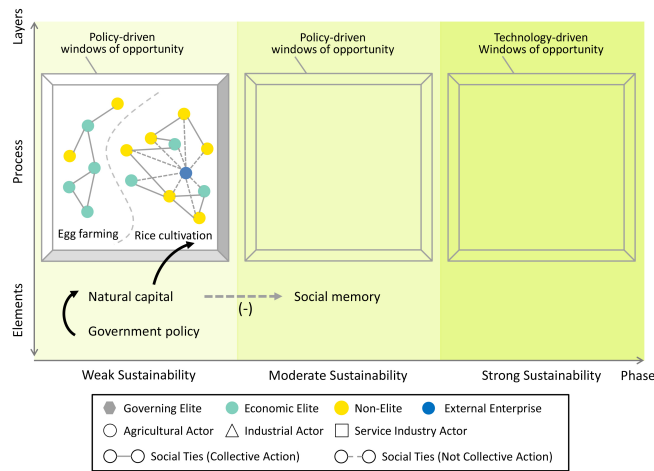 Layers
Process
Elements
Policy-driven
windows of opportunity
Policy-driven
windows of opportunity
Technology-driven
Windows of opportunity
Egg farming
Rice cultivation
Natural capital
(-)
Social memory
Government policy
Weak Sustainability
Moderate Sustainability
Strong Sustainability
Phase
Governing Elite
Economic Elite
Non-Elite
External Enterprise
Agricultural Actor
Industrial Actor
Service Industry Actor
Social Ties (Collective Action)
Social Ties (Not Collective Action)